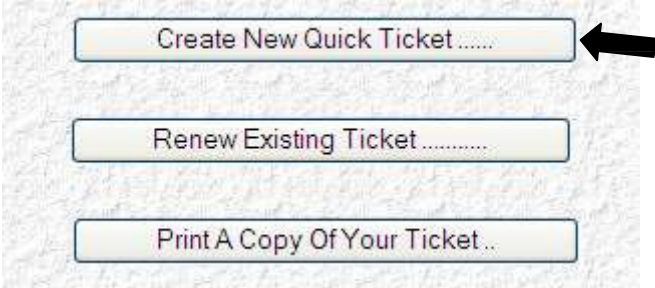 Create New Quick Ticket ......
Renew Existing Ticket ...........
Print A Copy Of Your Ticket ..